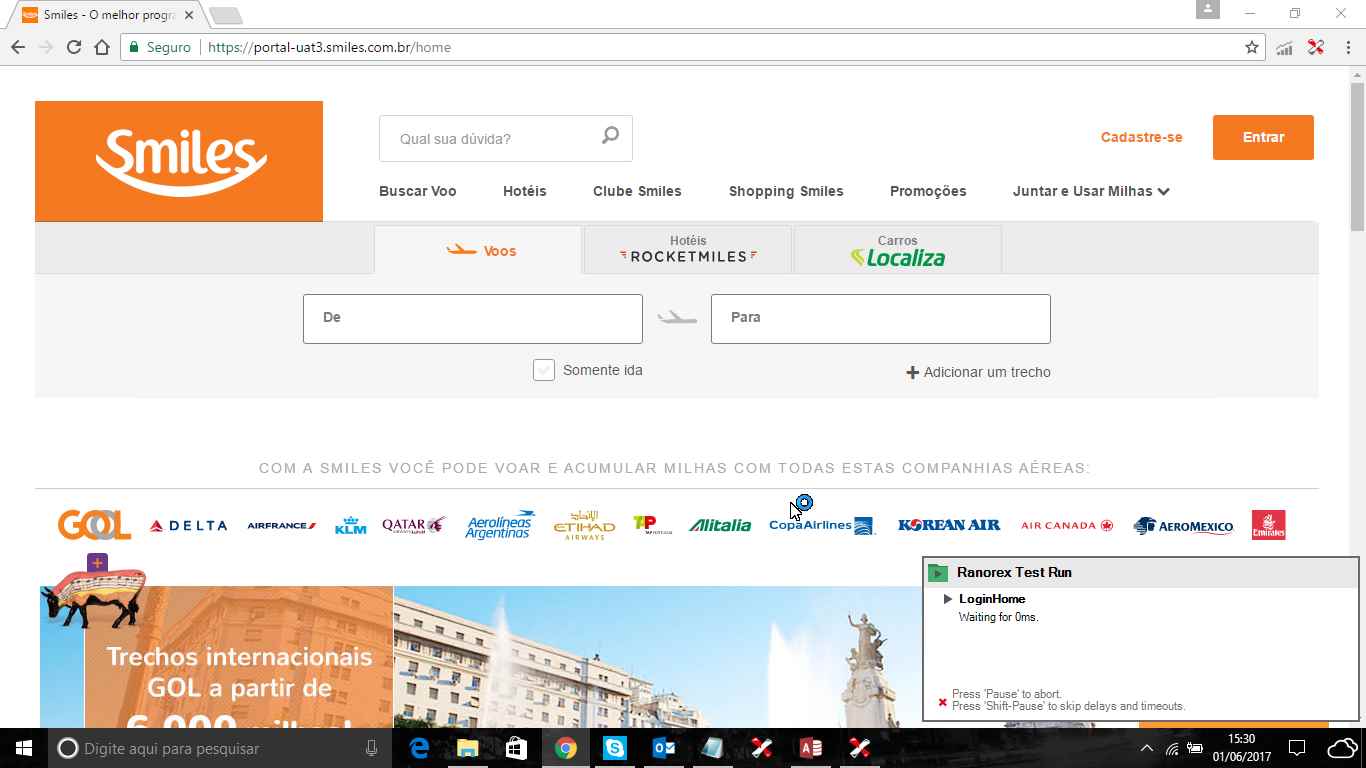 Smiles - O melhor progra
Seguro
https://portal-uat3.smiles.com.br/home
Smiles
Qual sua dúvida?
Cadastre-se
Entrar
Buscar Voo
Hotéis
Clube Smiles
Shopping Smiles
Promoções
Juntar e Usar Milhas
Voos
Hotéis
ROCKETMILES
Carros
Localiza
De
Para
Somente ida
Adicionar um trecho
COM A SMILES VOCÊ PODE VOAR E ACUMULAR MILHAS COM TODAS ESTAS COMPANHIAS AÉREAS:
GOL
DELTA
AIRFRANCE
KLM
QATAR
Aerolíneas
Argentinas
ETIHAD
AIRWAYS
TAP
Alitalia
CopaAirlines
KOREAN AIR
AIR CANADA
AEROMEXICO
Emirates
Trechos internacionais
GOL a partir de
Ranorex Test Run
LoginHome
Waiting for 0ms.
Press 'Pause' to abort.
Press 'Shift-Pause' to skip delays and timeouts.
Digite aqui para pesquisar
15:30
01/06/2017